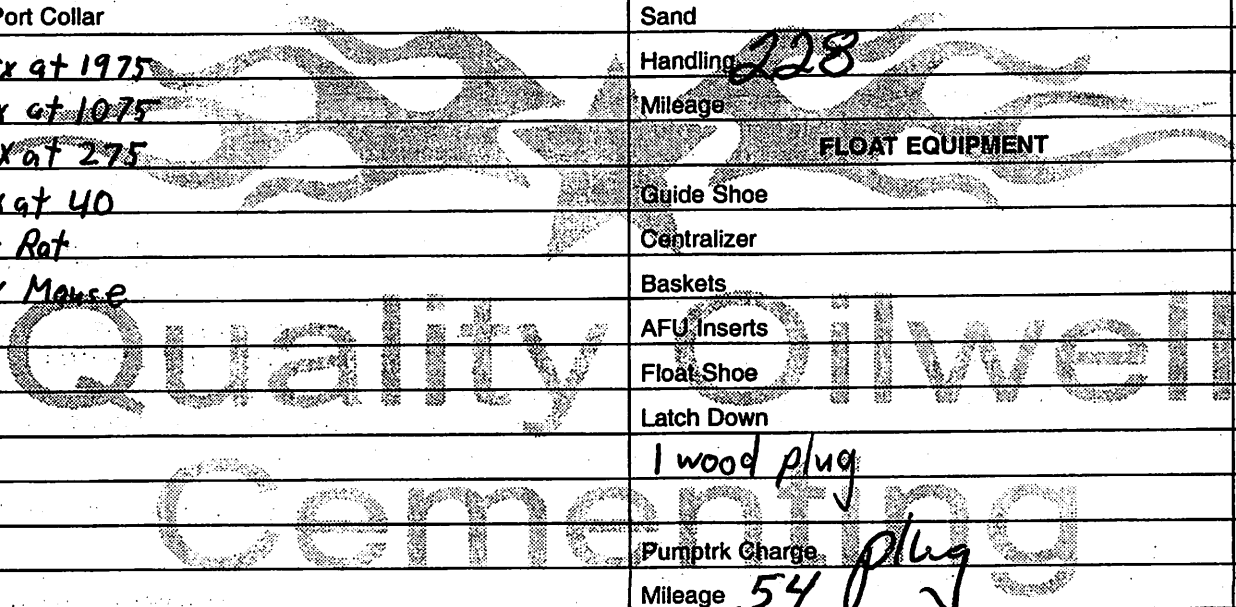 Port Collar
sx at 1975
x at 1075
x at 275
x at 40
Rat
Mouse
Sand
Handling 228
Mileage
FLOAT EQUIPMENT
Guide Shoe
Centralizer
Baskets
AFU Inserts
Float Shoe
Latch Down
1 wood plug
Pumptrk Charge plug
Mileage 54
Quality Oilwell
Cementing